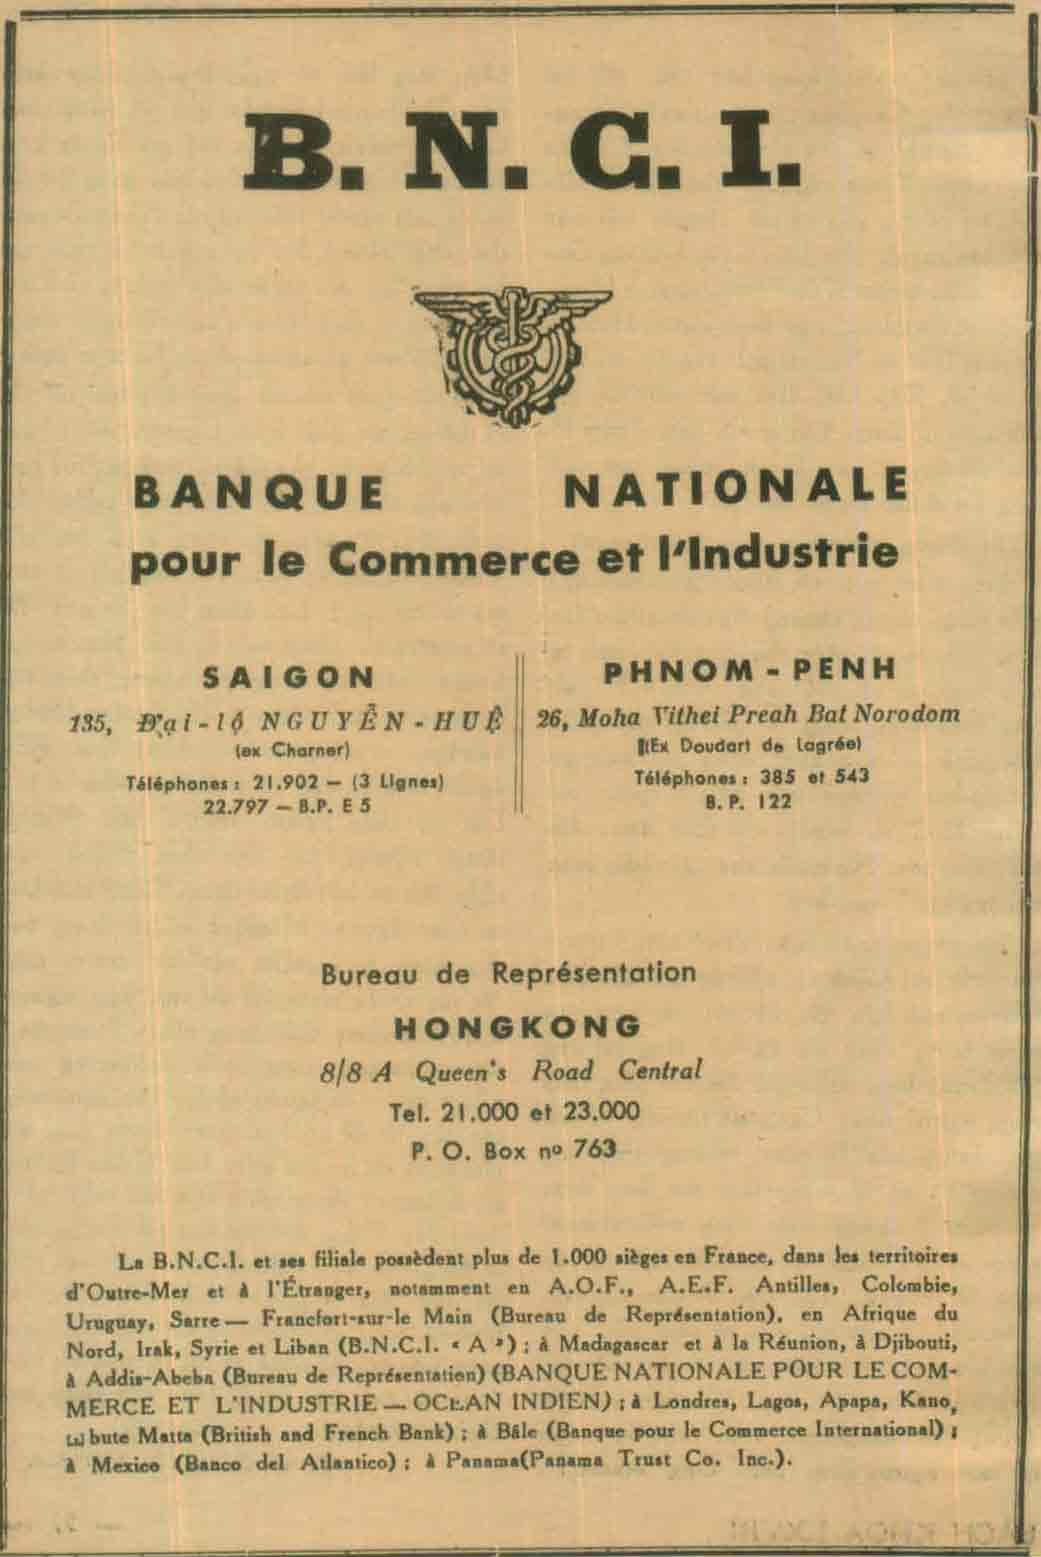 B. N. C. I.
BANQUE NATIONALE
pour le Commerce et l'Industrie
SAIGON
135, Đại-lộ NGUYỄN-HUỆ
(ex Charner)
Téléphones : 21.902 — (3 Lignes)
22.797 — B.P. E 5
PHNOM-PENH
26, Moha Vithei Preah Bat Norodom
(Ex Doudart de Lagrée)
Téléphones : 385 et 543
B. P. 122
Bureau de Représentation
HONGKONG
8/8 A Queen's Road Central
Tel. 21.000 et 23.000
P. O. Box nº 763
La B.N.C.I. et ses filiale possèdent plus de 1.000 sièges en France, dans les territoires
d'Outre-Mer et à l'Étranger, notamment en A.O.F., A.E.F. Antilles, Colombie,
Uruguay, Sarre — Francfort-sur-le Main (Bureau de Représentation), en Afrique du
Nord, Irak, Syrie et Liban (B.N.C.I. « A ») ; à Madagascar et à la Réunion, à Djibouti,
à Addis-Abeba (Bureau de Représentation) (BANQUE NATIONALE POUR LE COM-
MERCE ET L'INDUSTRIE — OCEAN INDIEN) ; à Londres, Lagos, Apapa, Kano,
bute Matta (British and French Bank) ; à Bâle (Banque pour le Commerce International) ;
à Mexico (Banco del Atlantico) ; à Panama(Panama Trust Co. Inc.).